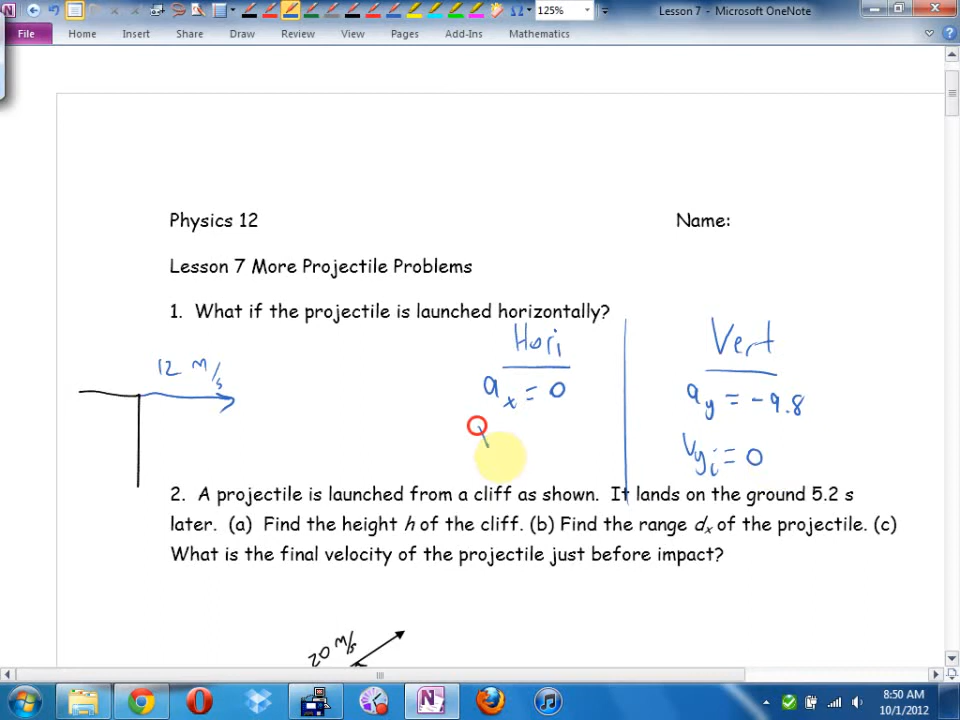 125%
Lesson 7 - Microsoft OneNote
File Home Insert Share Draw Review View Pages Add-Ins Mathematics
Physics 12 Name:
Lesson 7 More Projectile Problems
1. What if the projectile is launched horizontally?
Hori Vert
12 m/s
ax = 0 ay = -9.8
vyi = 0
2. A projectile is launched from a cliff as shown. It lands on the ground 5.2 s
later. (a) Find the height h of the cliff. (b) Find the range dx of the projectile. (c)
What is the final velocity of the projectile just before impact?
20 m/s
8:50 AM
10/1/2012